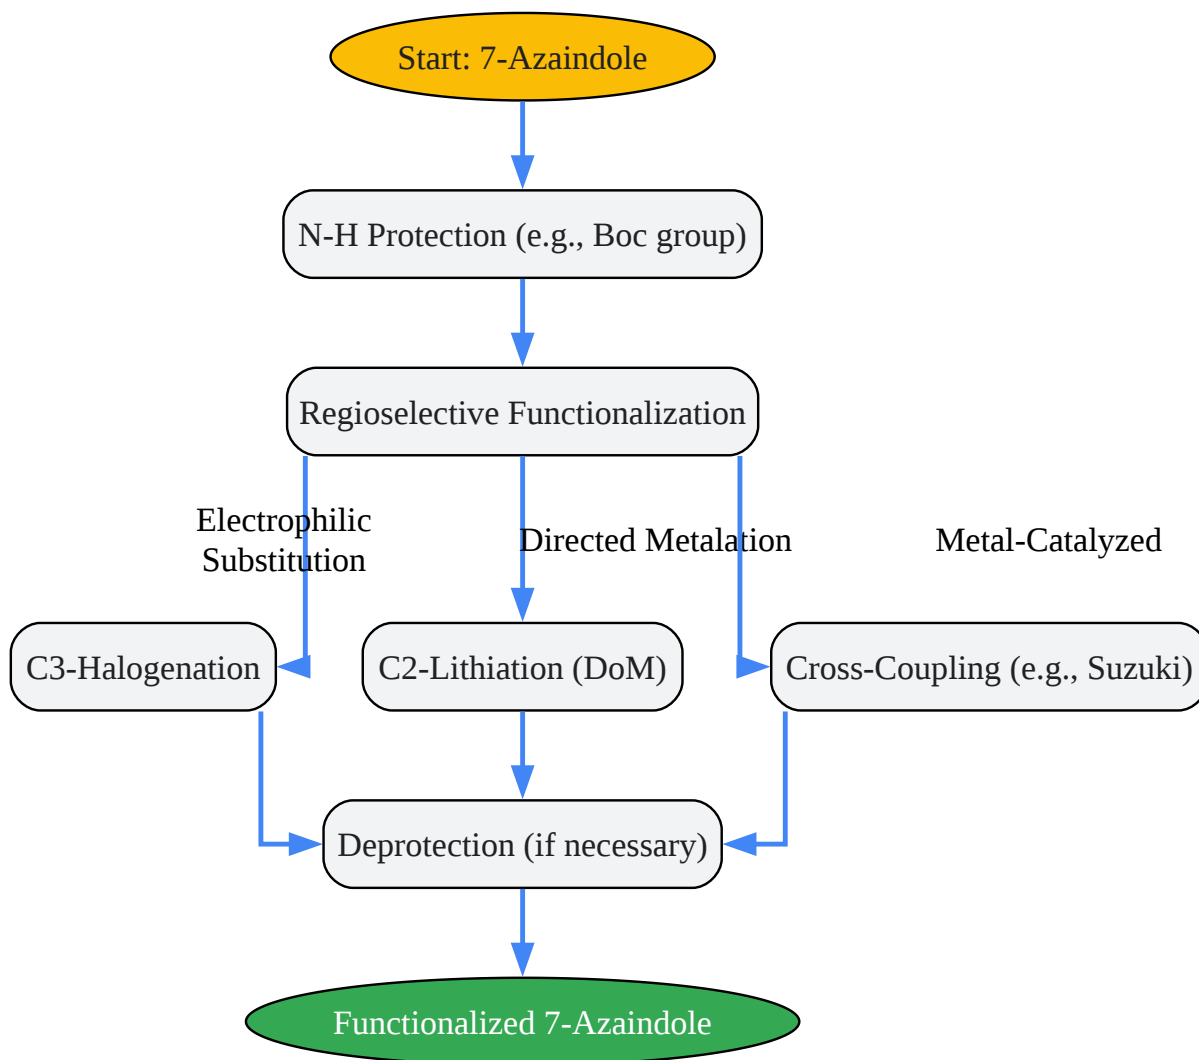 Start: 7-Azaindole
N-H Protection (e.g., Boc group)
Regioselective Functionalization
Electrophilic
Substitution
Directed Metalation
Metal-Catalyzed
C3-Halogenation
C2-Lithiation (DoM)
Cross-Coupling (e.g., Suzuki)
Deprotection (if necessary)
Functionalized 7-Azaindole